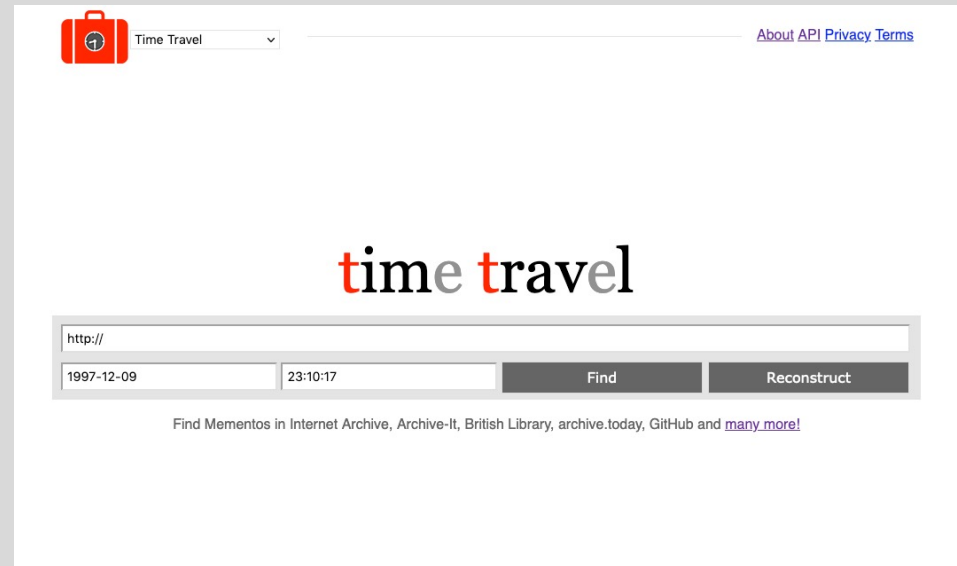 Time Travel
About API Privacy Terms
time travel
http://
1997-12-09 23:10:17 Find Reconstruct
Find Mementos in Internet Archive, Archive-It, British Library, archive.today, GitHub and many more!